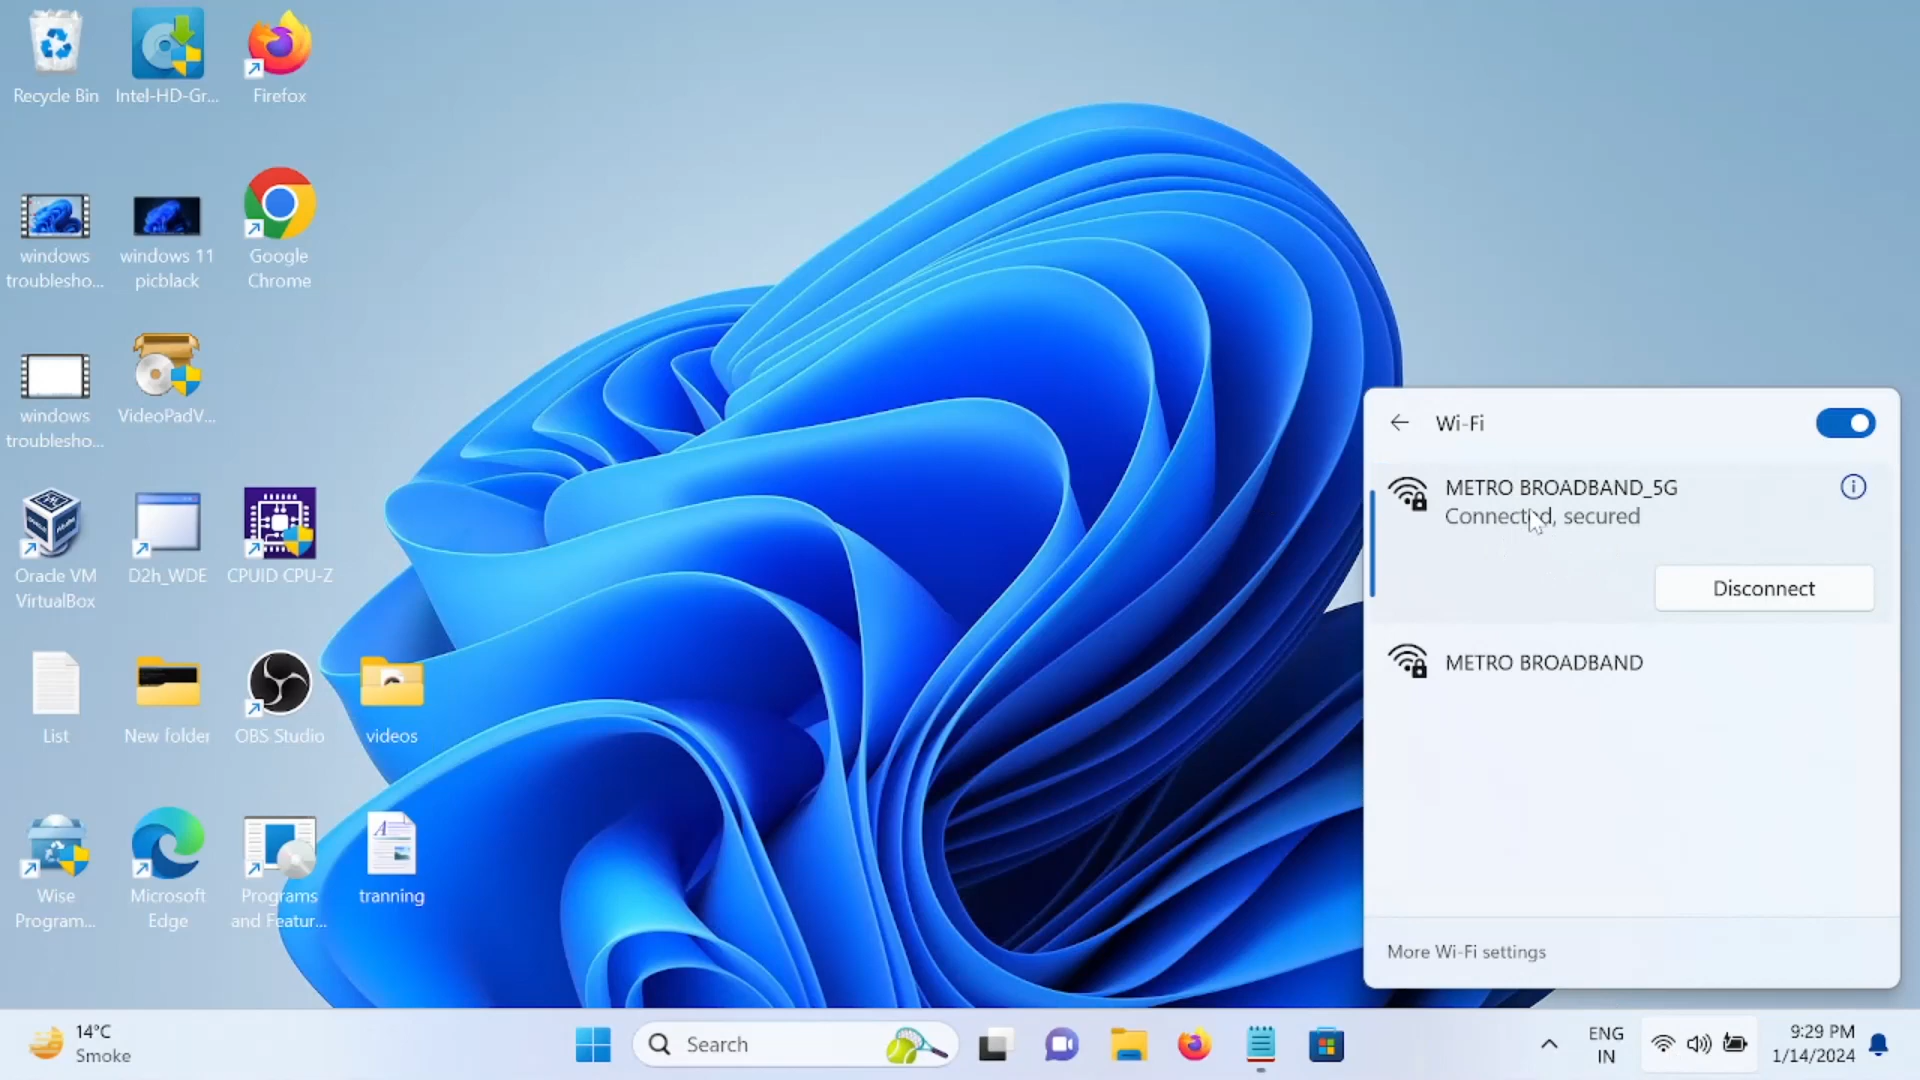 Recycle Bin
Intel-HD-Gr...
Firefox
windows
troublesho...
windows 11
picblack
Google
Chrome
windows
troublesho...
VideoPadV...
Oracle VM
VirtualBox
D2h_WDE
CPUID CPU-Z
List
New folder
OBS Studio
videos
Wise
Program...
Microsoft
Edge
Programs
and Featur...
tranning
Wi-Fi
METRO BROADBAND_5G
Connected, secured
Disconnect
METRO BROADBAND
More Wi-Fi settings
14°C
Smoke
Search
ENG
IN
9:29 PM
1/14/2024